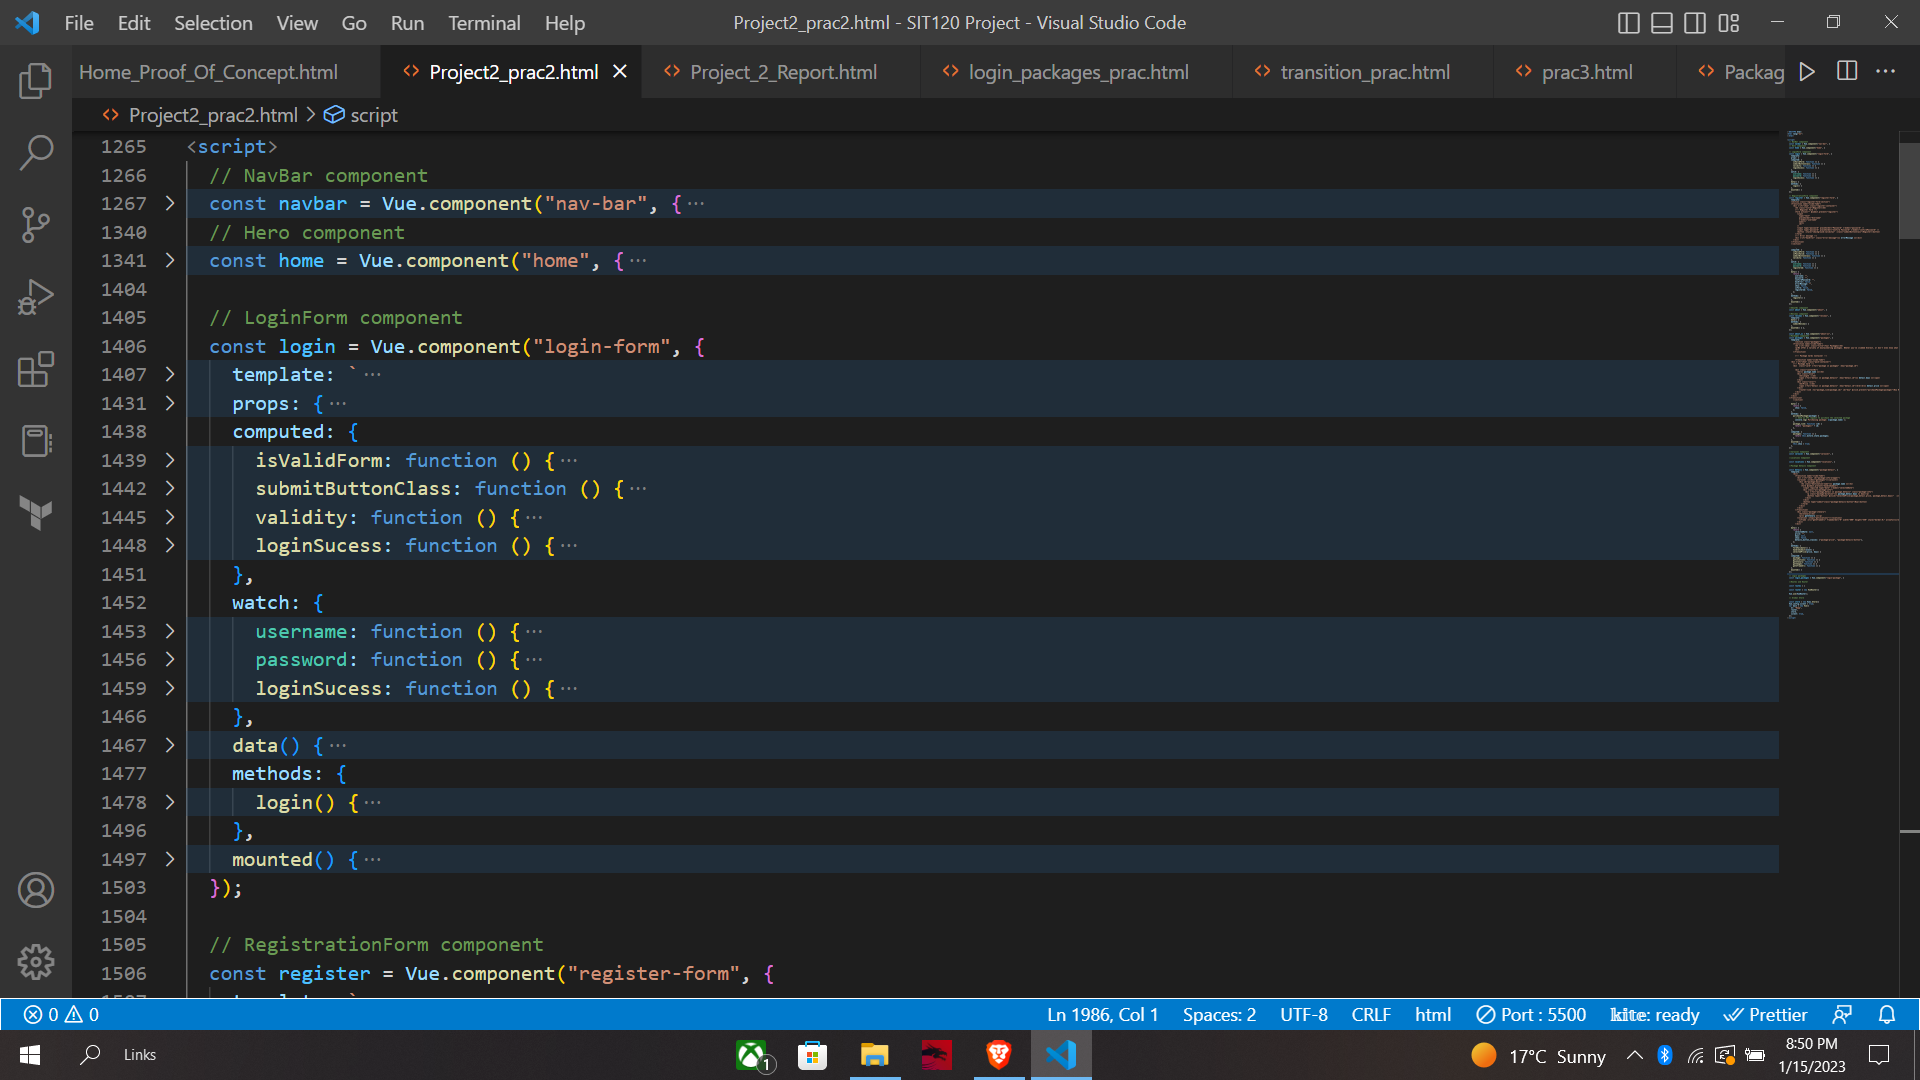 File Edit Selection View Go Run Terminal Help Project2_prac2.html - SIT120 Project - Visual Studio Code
Home_Proof_Of_Concept.html Project2_prac2.html Project_2_Report.html login_packages_prac.html transition_prac.html prac3.html Packag
Project2_prac2.html script
1265 <script>
1266 // NavBar component
1267 const navbar = Vue.component("nav-bar", {…
1340 // Hero component
1341 const home = Vue.component("home", {…
1404
1405 // LoginForm component
1406 const login = Vue.component("login-form", {
1407 template: `…
1431 props: {…
1438 computed: {
1439 isValidForm: function () {…
1442 submitButtonClass: function () {…
1445 validity: function () {…
1448 loginSucess: function () {…
1451 },
1452 watch: {
1453 username: function () {…
1456 password: function () {…
1459 loginSucess: function () {…
1466 },
1467 data() {…
1477 methods: {
1478 login() {…
1496 },
1497 mounted() {…
1503 });
1504
1505 // RegistrationForm component
1506 const register = Vue.component("register-form", {
0 0 Ln 1986, Col 1 Spaces: 2 UTF-8 CRLF html Port : 5500 kite: ready Prettier
Links 1 17°C Sunny 8:50 PM
1/15/2023